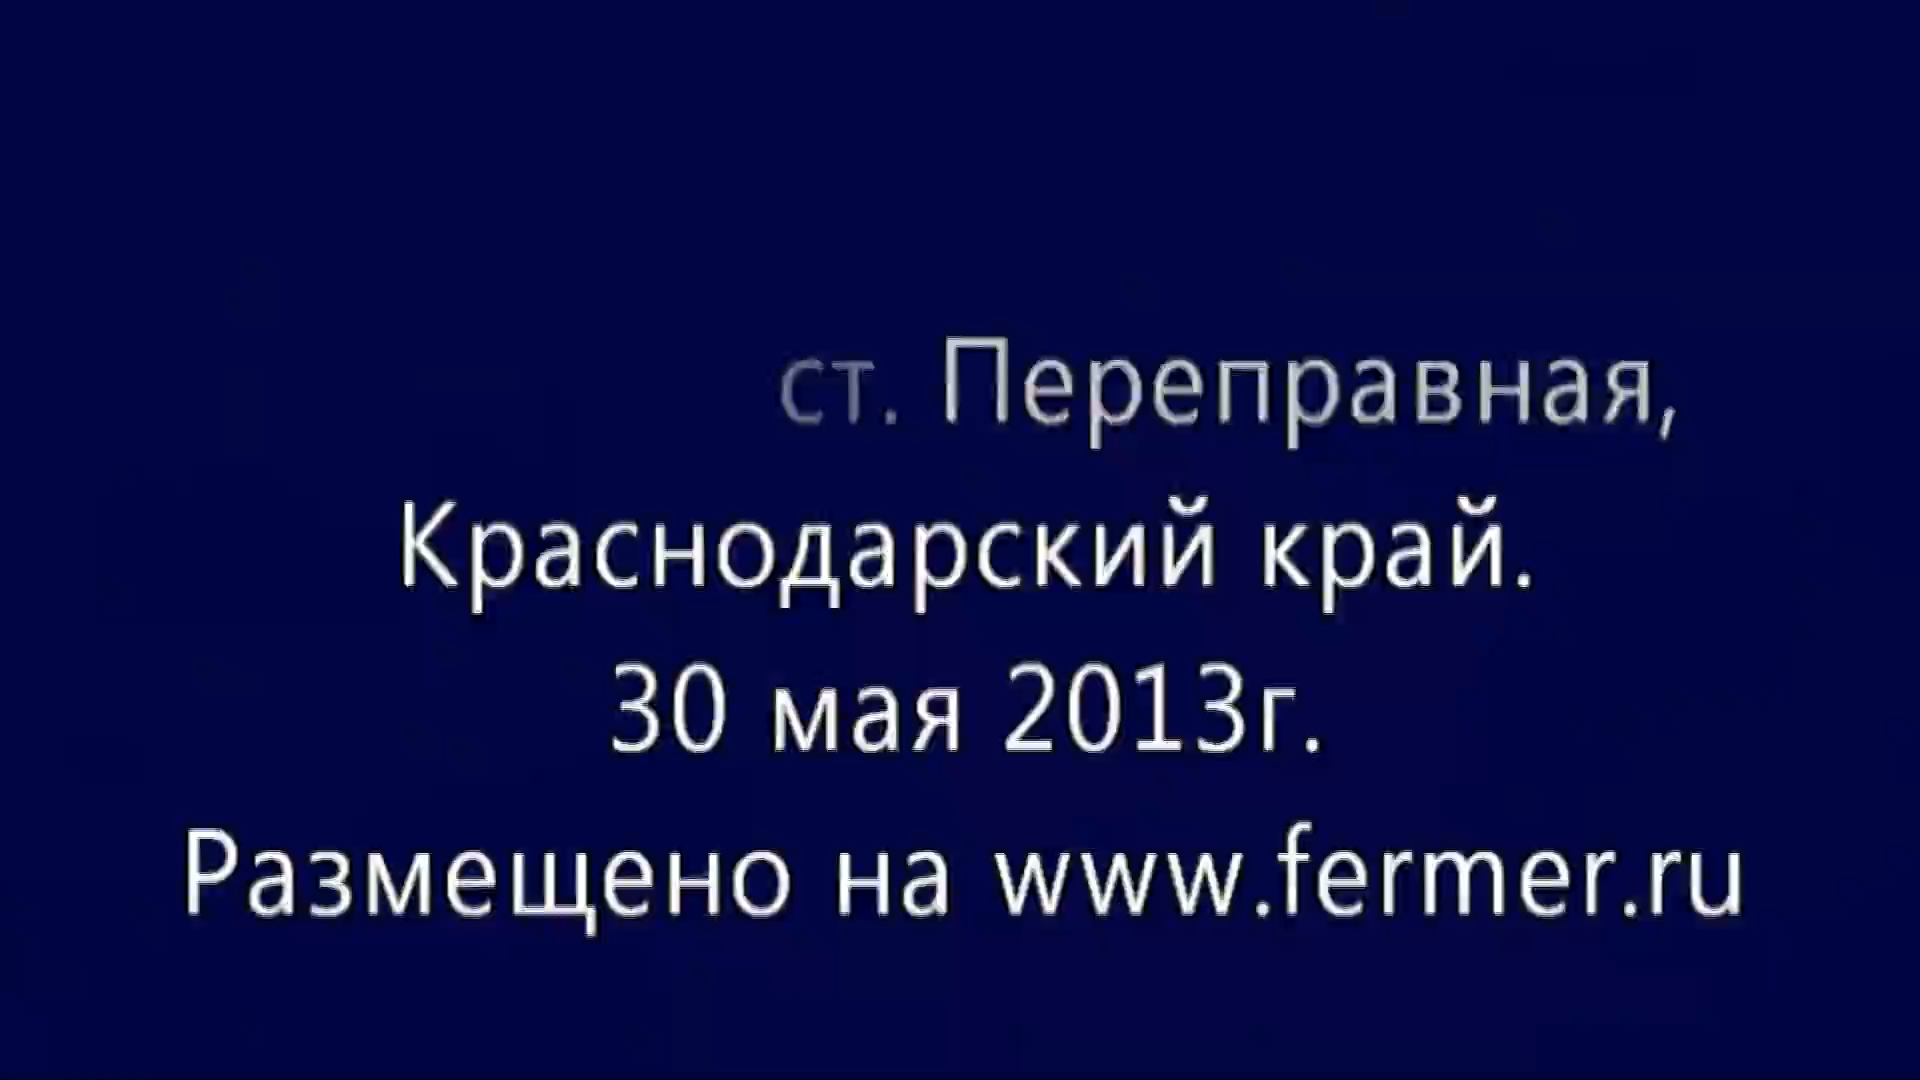 ст. Переправная,
Краснодарский край.
30 мая 2013г.
Размещено на www.fermer.ru